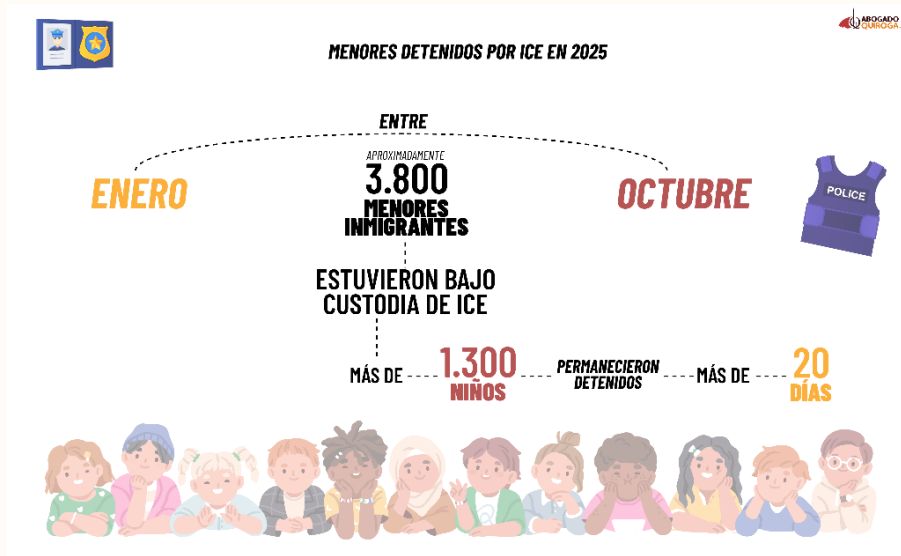 ABOGADO
QUIROGA
MENORES DETENIDOS POR ICE EN 2025
ENTRE
ENERO
APROXIMADAMENTE
3.800
MENORES
INMIGRANTES
OCTUBRE
POLICE
ESTUVIERON BAJO
CUSTODIA DE ICE
MÁS DE
1.300
NIÑOS
PERMANECIERON
DETENIDOS
MÁS DE
20
DÍAS